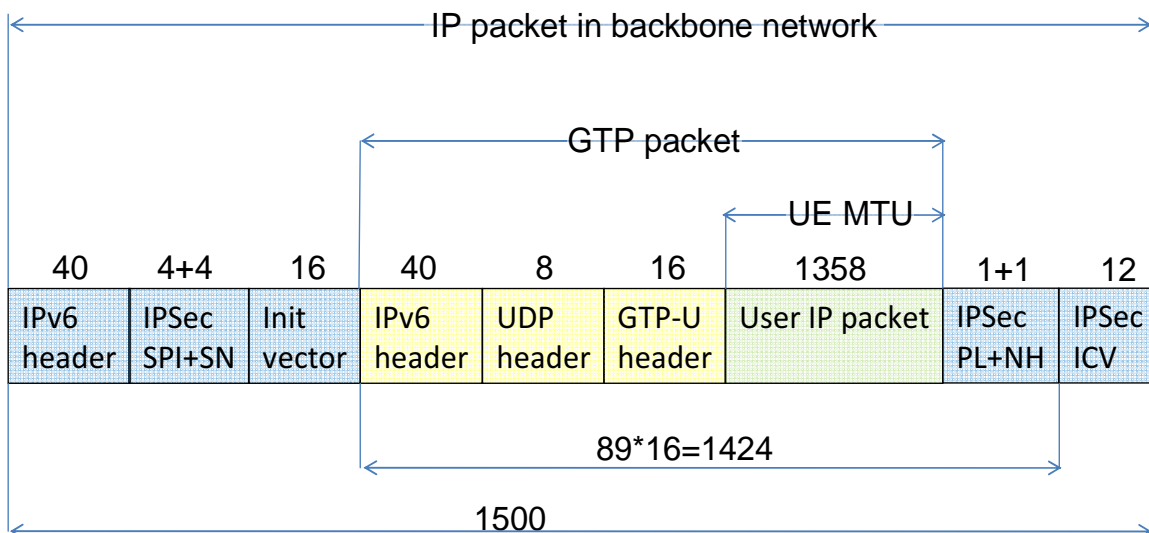 IP packet in backbone network
GTP packet
UE MTU
40 4+4 16 40 8 16 1358 1+1 12
IPv6 IPSec Init IPv6 UDP GTP-U User IP packet IPSec IPSec
header SPI+SN vector header header header PL+NH ICV
89*16=1424
1500